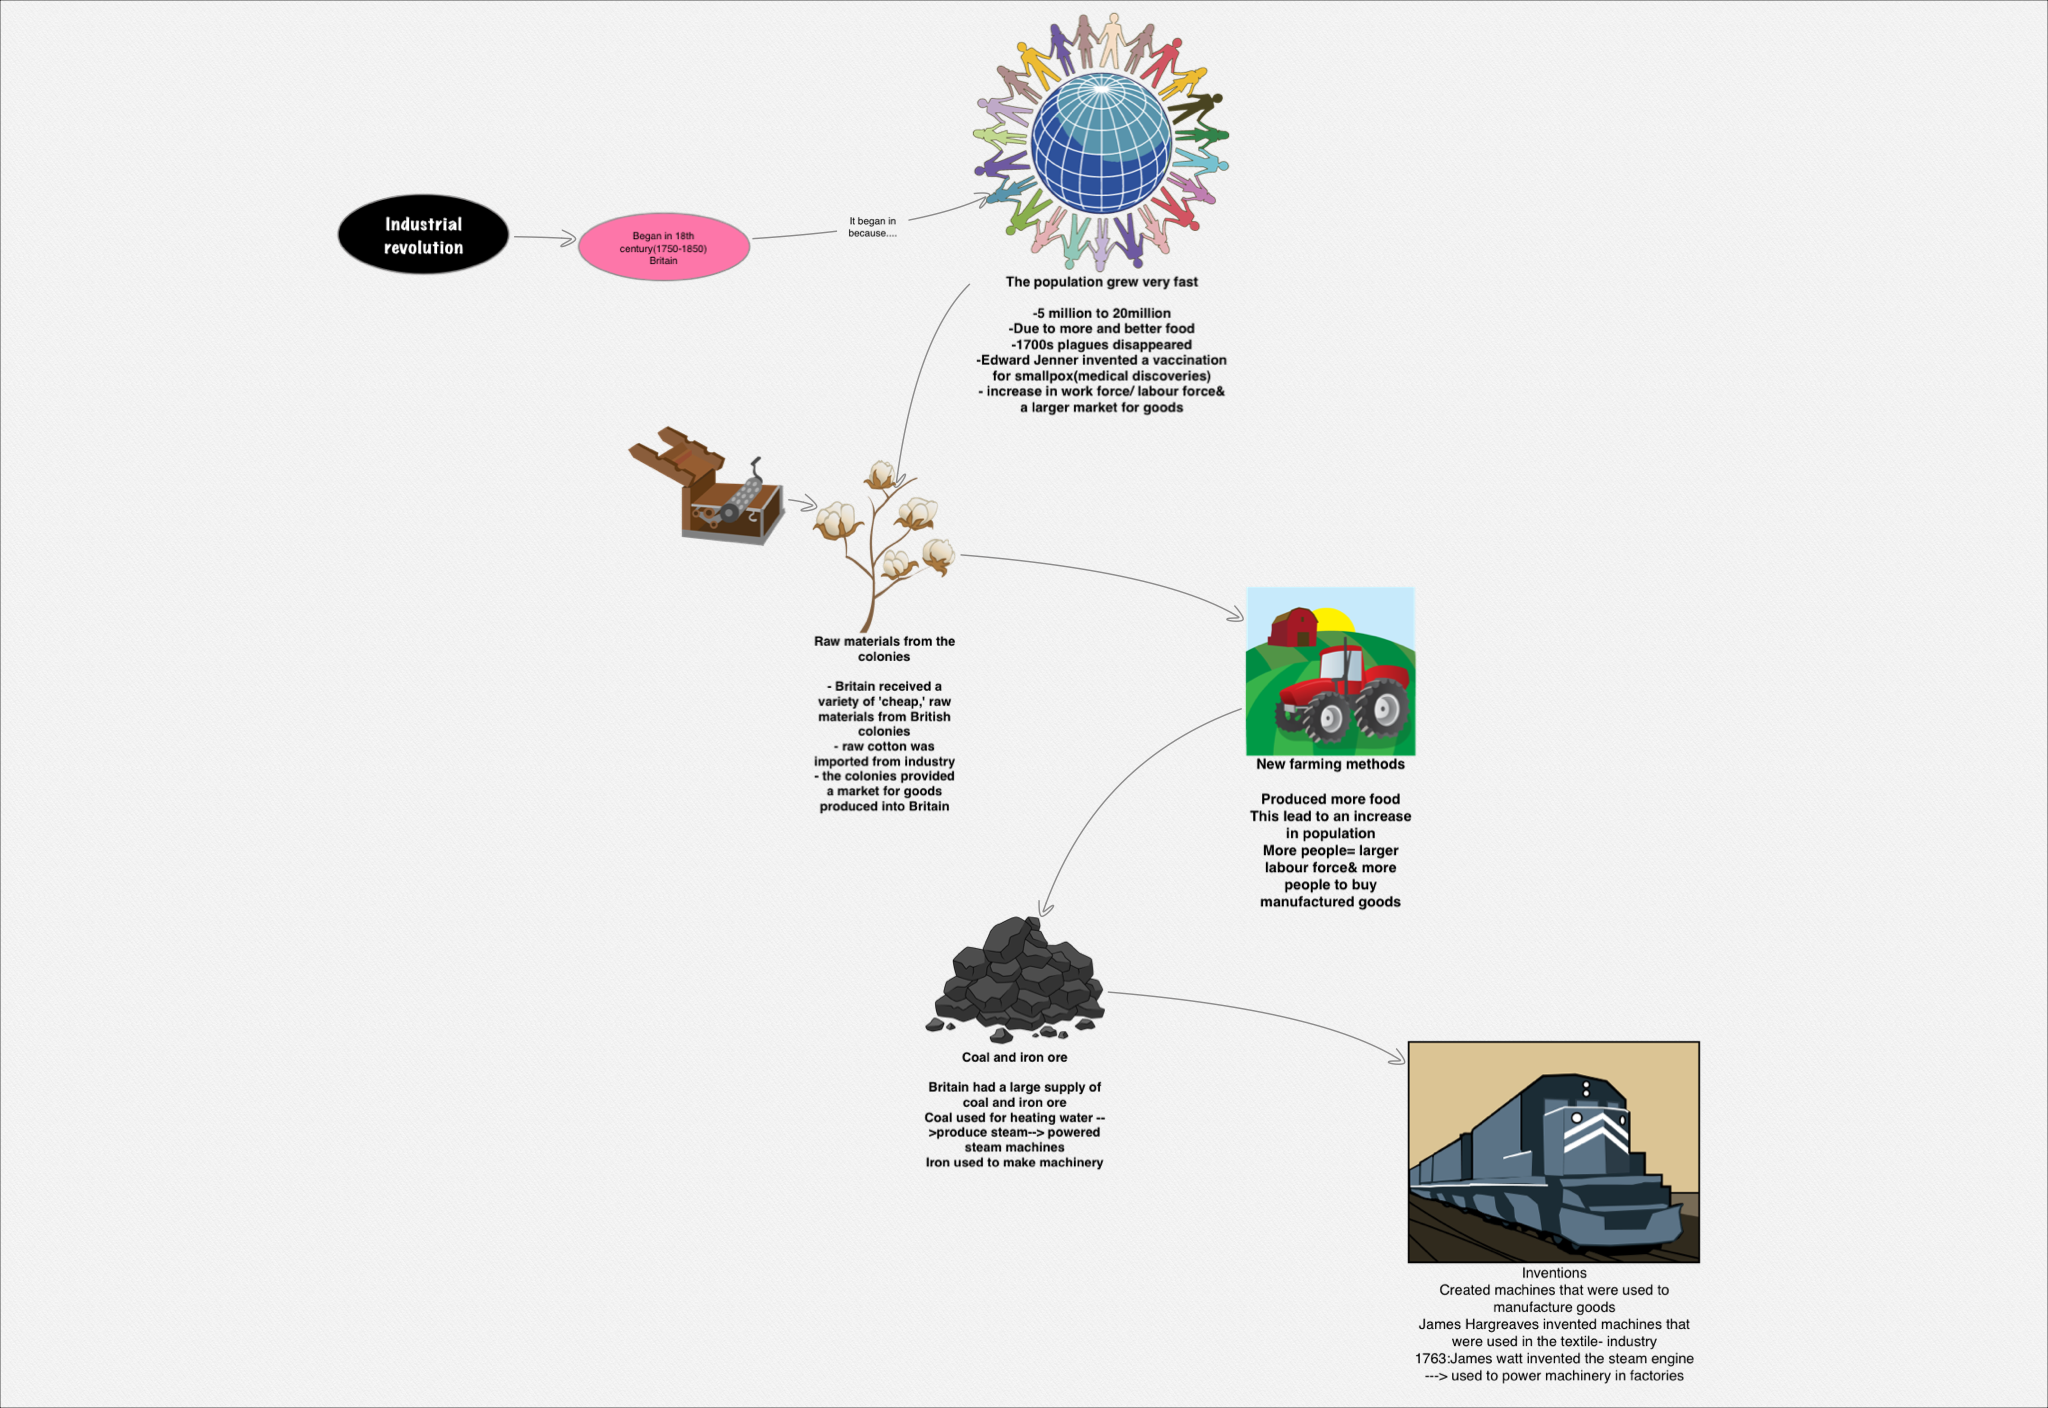 Industrial
revolution
Began in 18th
century(1750-1850)
Britain
It began in
because....
The population grew very fast
-5 million to 20million
-Due to more and better food
-1700s plagues disappeared
-Edward Jenner invented a vaccination
for smallpox(medical discoveries)
- increase in work force/ labour force&
a larger market for goods
Raw materials from the
colonies
- Britain received a
variety of 'cheap,' raw
materials from British
colonies
- raw cotton was
imported from industry
- the colonies provided
a market for goods
produced into Britain
New farming methods
Produced more food
This lead to an increase
in population
More people= larger
labour force& more
people to buy
manufactured goods
Coal and iron ore
Britain had a large supply of
coal and iron ore
Coal used for heating water --
>produce steam--> powered
steam machines
Iron used to make machinery
Inventions
Created machines that were used to
manufacture goods
James Hargreaves invented machines that
were used in the textile- industry
1763:James watt invented the steam engine
---> used to power machinery in factories